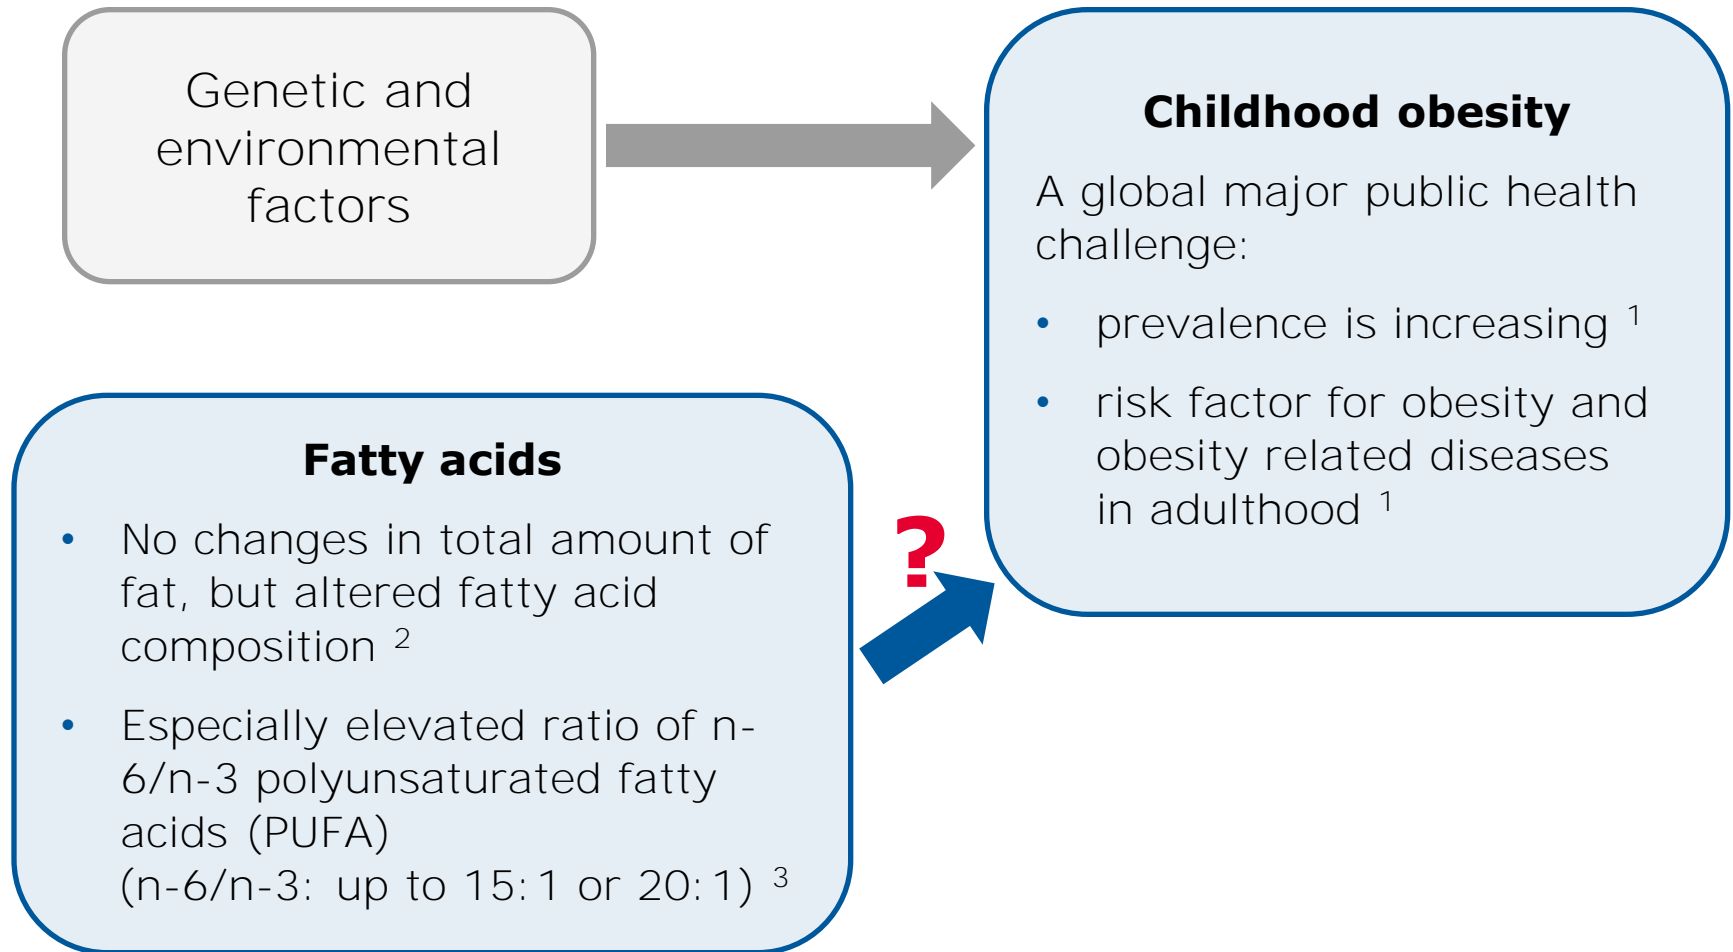 Genetic and
environmental
factors
Childhood obesity
A global major public health
challenge:
• prevalence is increasing ¹
• risk factor for obesity and
obesity related diseases
in adulthood ¹
Fatty acids
• No changes in total amount of
fat, but altered fatty acid
composition ²
• Especially elevated ratio of n-
6/n-3 polyunsaturated fatty
acids (PUFA)
(n-6/n-3: up to 15:1 or 20:1) ³
?